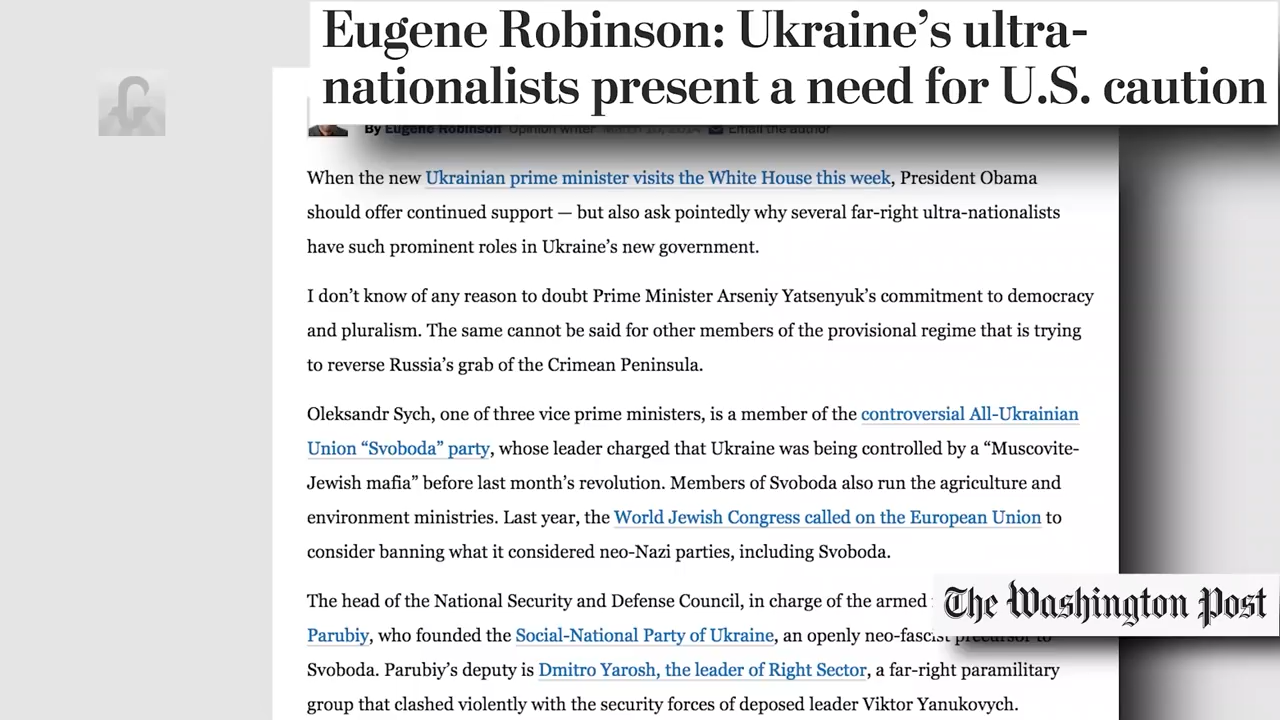 Eugene Robinson: Ukraine’s ultra-
nationalists present a need for U.S. caution
By Eugene Robinson Opinion writer Email the author
When the new Ukrainian prime minister visits the White House this week, President Obama
should offer continued support — but also ask pointedly why several far-right ultra-nationalists
have such prominent roles in Ukraine’s new government.
I don’t know of any reason to doubt Prime Minister Arseniy Yatsenyuk’s commitment to democracy
and pluralism. The same cannot be said for other members of the provisional regime that is trying
to reverse Russia’s grab of the Crimean Peninsula.
Oleksandr Sych, one of three vice prime ministers, is a member of the controversial All-Ukrainian
Union “Svoboda” party, whose leader charged that Ukraine was being controlled by a “Muscovite-
Jewish mafia” before last month’s revolution. Members of Svoboda also run the agriculture and
environment ministries. Last year, the World Jewish Congress called on the European Union to
consider banning what it considered neo-Nazi parties, including Svoboda.
The head of the National Security and Defense Council, in charge of the armed
The Washington Post
Parubiy, who founded the Social-National Party of Ukraine, an openly neo-fascist precursor to
Svoboda. Parubiy’s deputy is Dmitro Yarosh, the leader of Right Sector, a far-right paramilitary
group that clashed violently with the security forces of deposed leader Viktor Yanukovych.